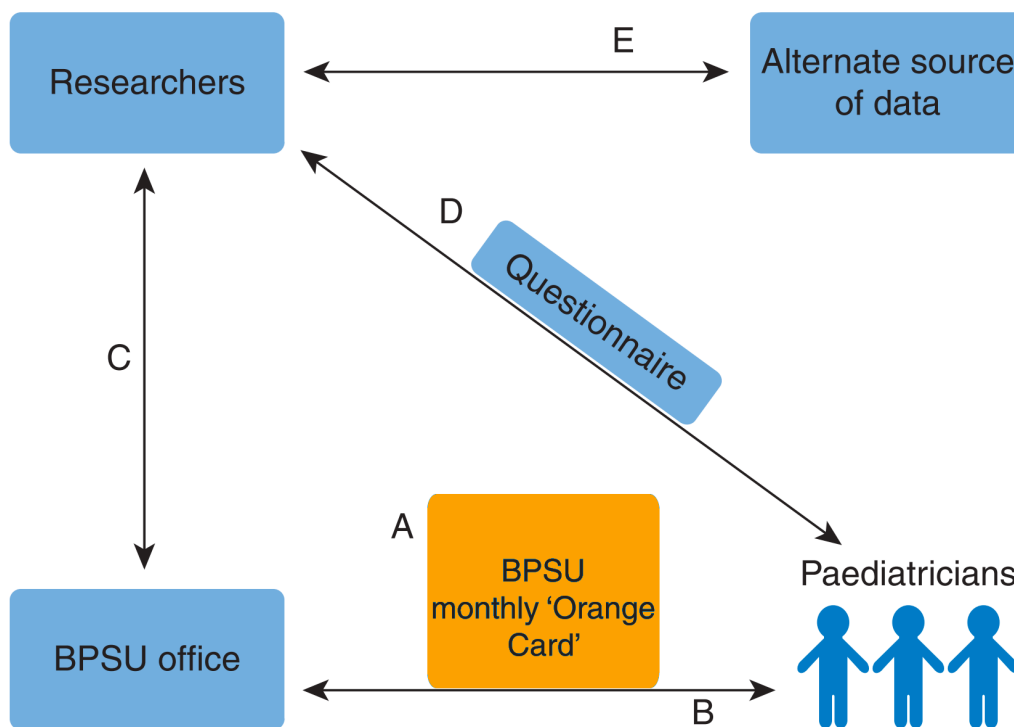 Researchers
E
Alternate source
of data
D
Questionnaire
C
A
BPSU
monthly ‘Orange
Card’
Paediatricians
BPSU office
B